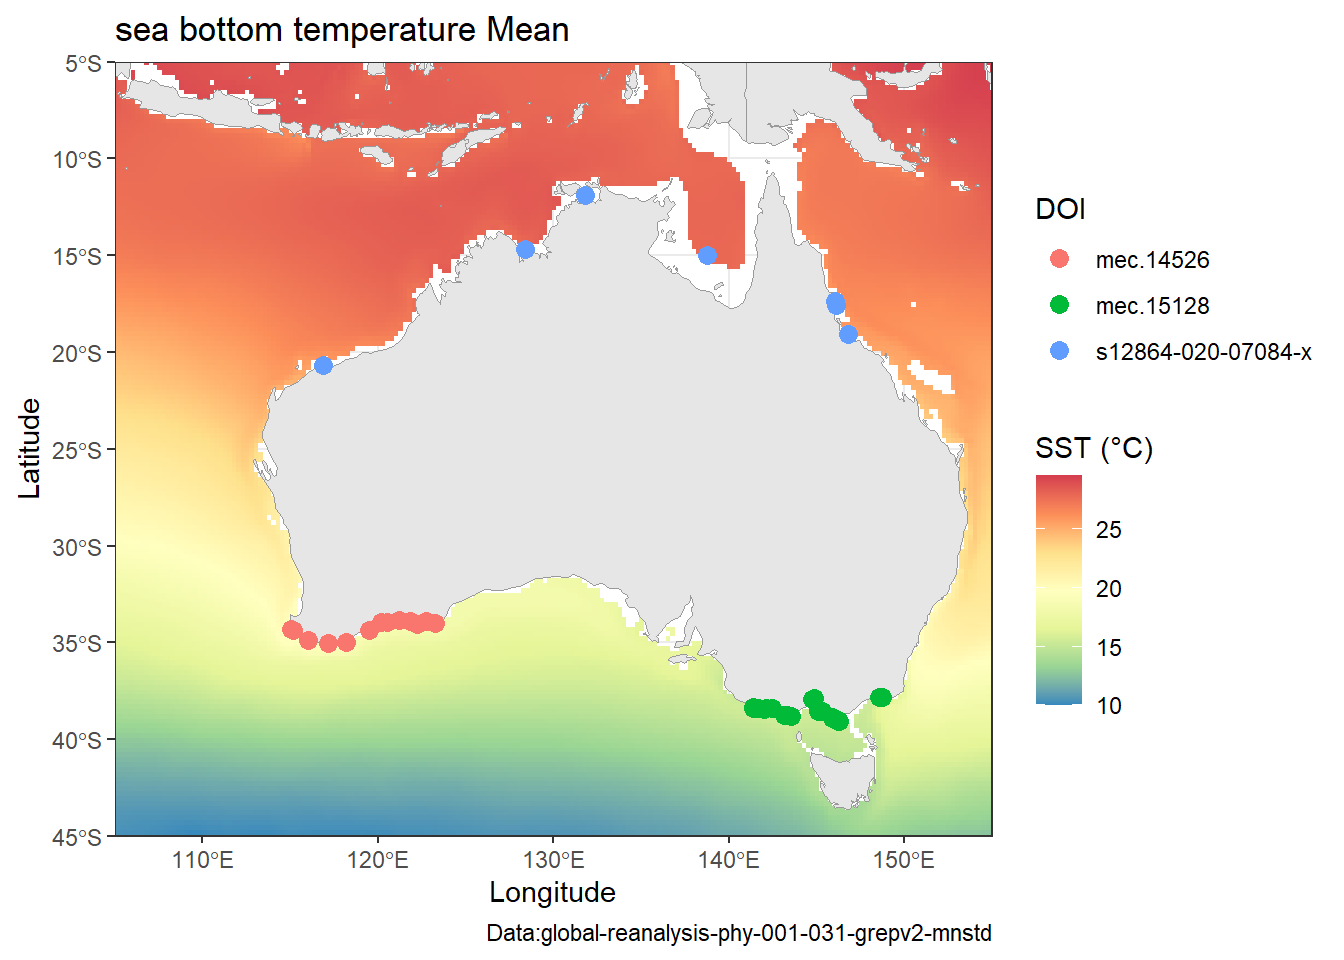 sea bottom temperature Mean
5°S
10°S
15°S
20°S
25°S
30°S
35°S
40°S
45°S
Latitude
110°E
120°E
130°E
140°E
150°E
Longitude
Data:global-reanalysis-phy-001-031-grepv2-mnstd
DOI
mec.14526
mec.15128
s12864-020-07084-x
SST (°C)
25
20
15
10